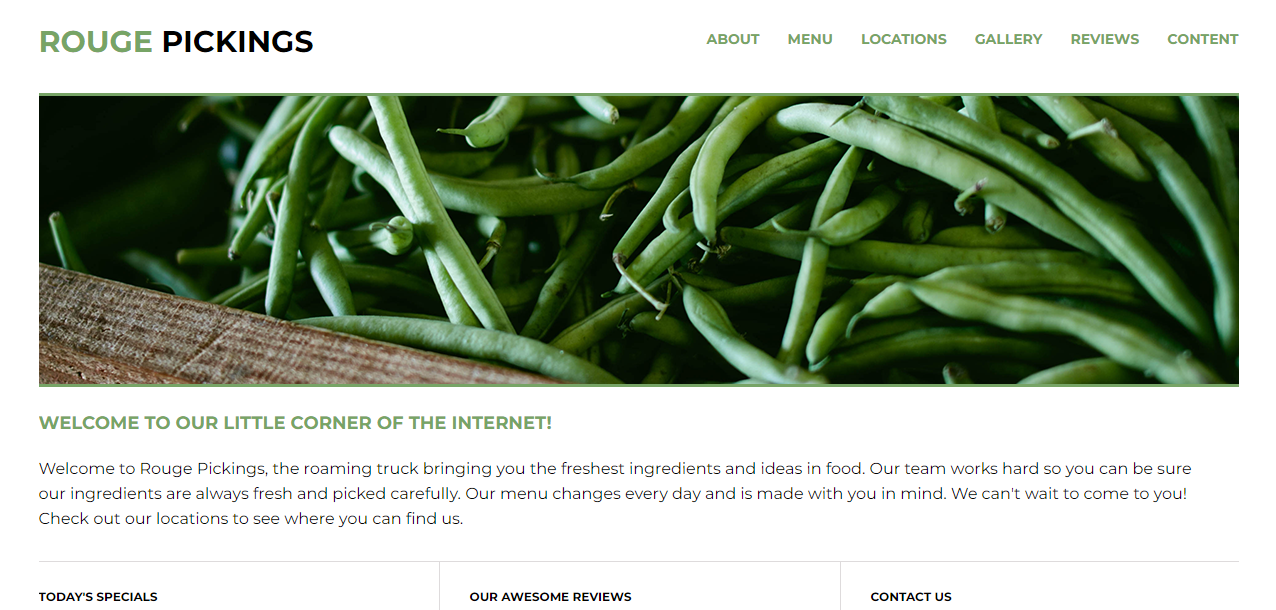 ROUGE PICKINGS
ABOUT MENU LOCATIONS GALLERY REVIEWS CONTENT
WELCOME TO OUR LITTLE CORNER OF THE INTERNET!
Welcome to Rouge Pickings, the roaming truck bringing you the freshest ingredients and ideas in food. Our team works hard so you can be sure
our ingredients are always fresh and picked carefully. Our menu changes every day and is made with you in mind. We can't wait to come to you!
Check out our locations to see where you can find us.
TODAY'S SPECIALS
OUR AWESOME REVIEWS
CONTACT US